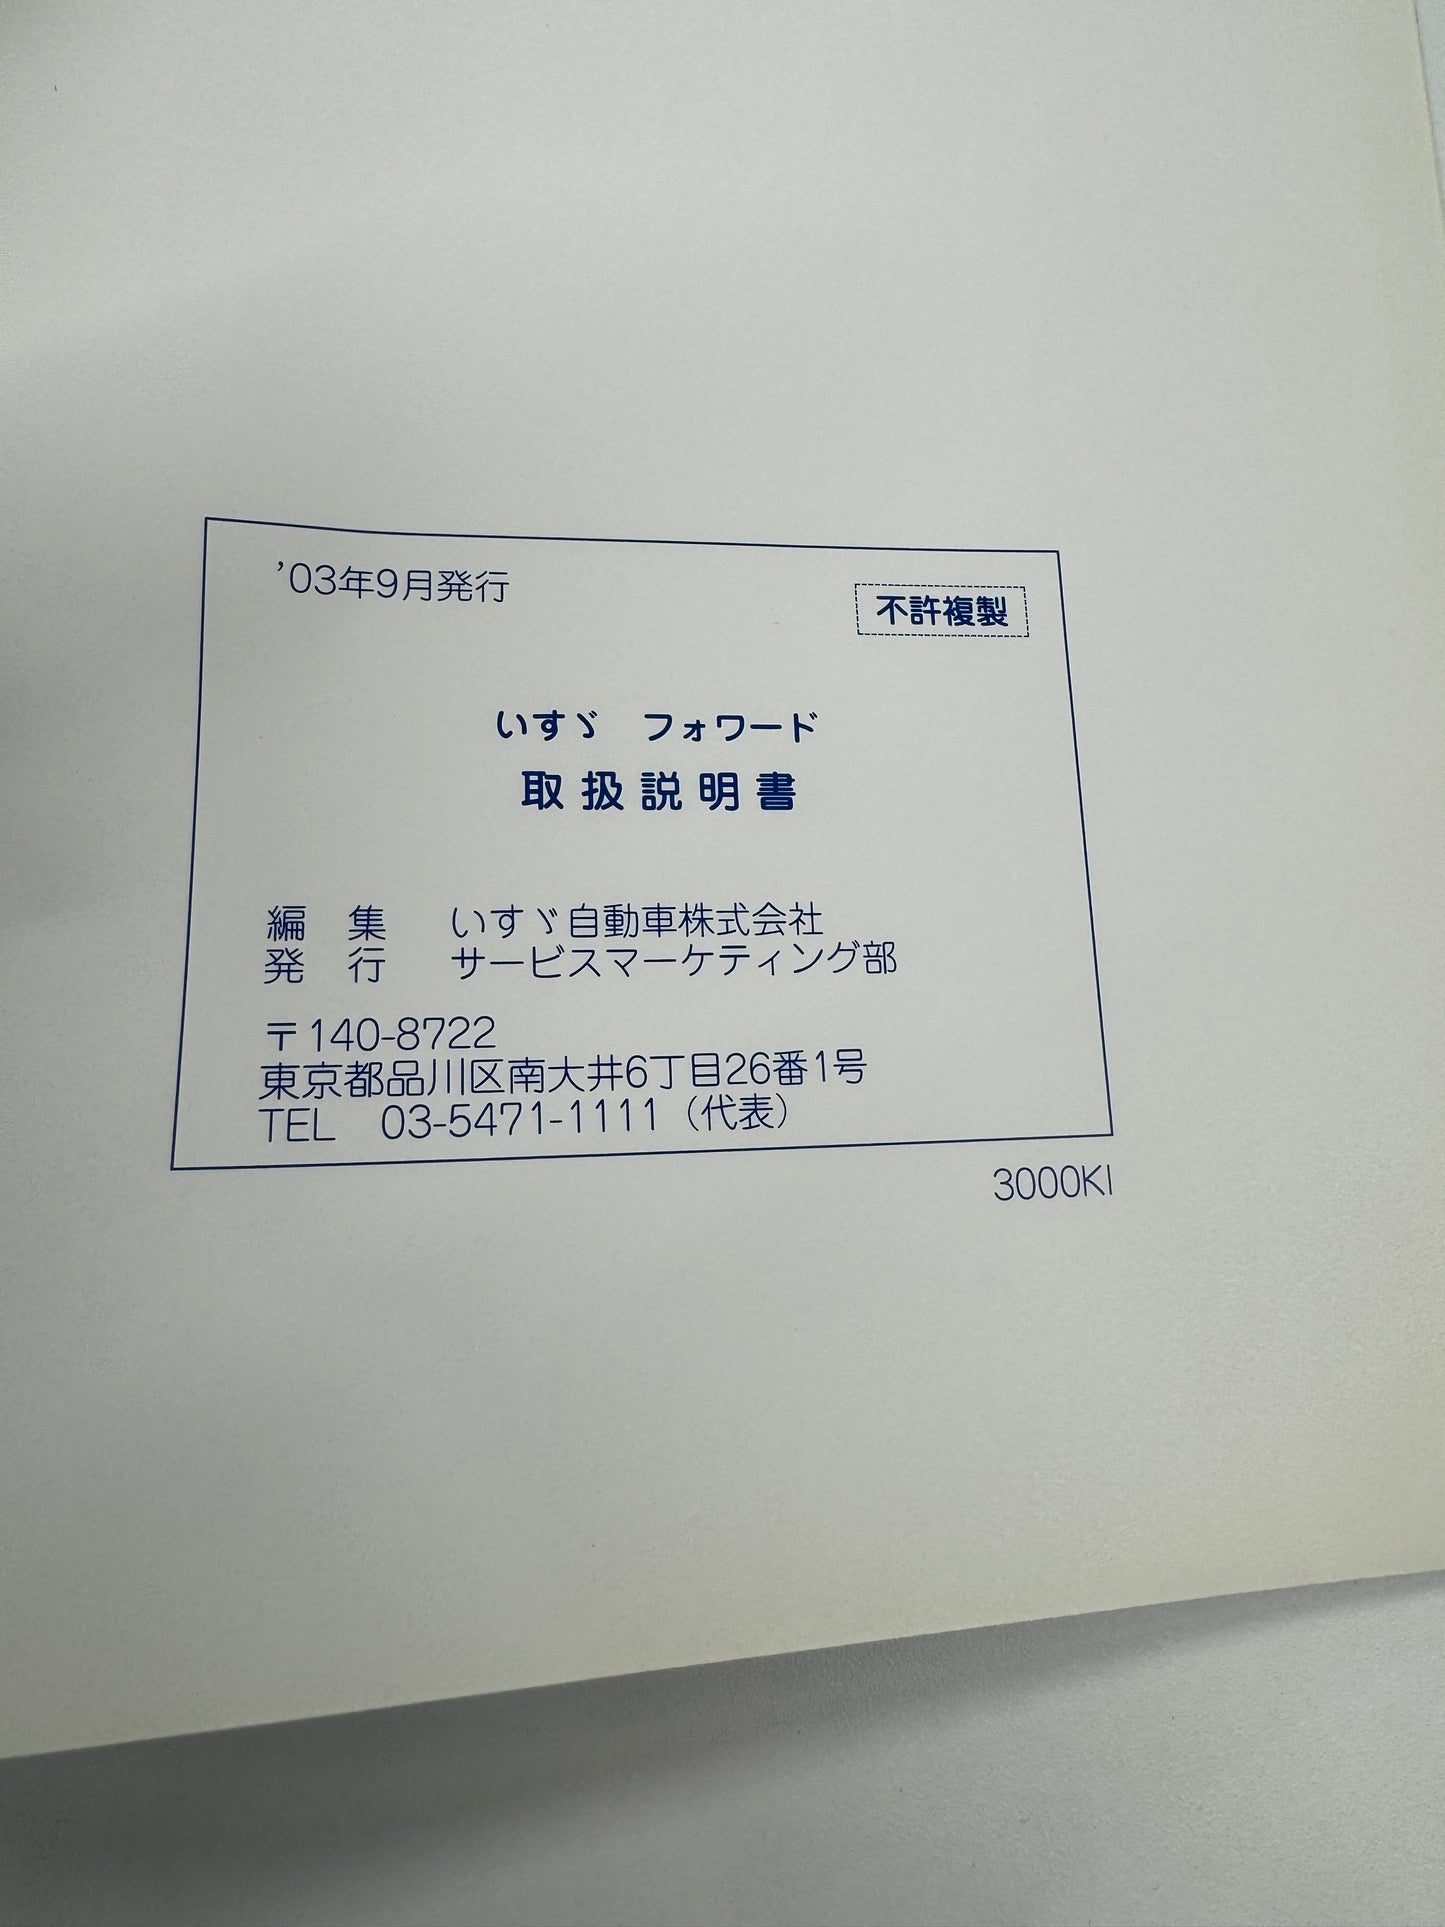 ’03年9月発行
不許複製
いすゞ フォワード
取扱説明書
編 集 いすゞ自動車株式会社
発 行 サービスマーケティング部
〒140-8722
東京都品川区南大井6丁目26番1号
TEL 03-5471-1111（代表）
3000KI